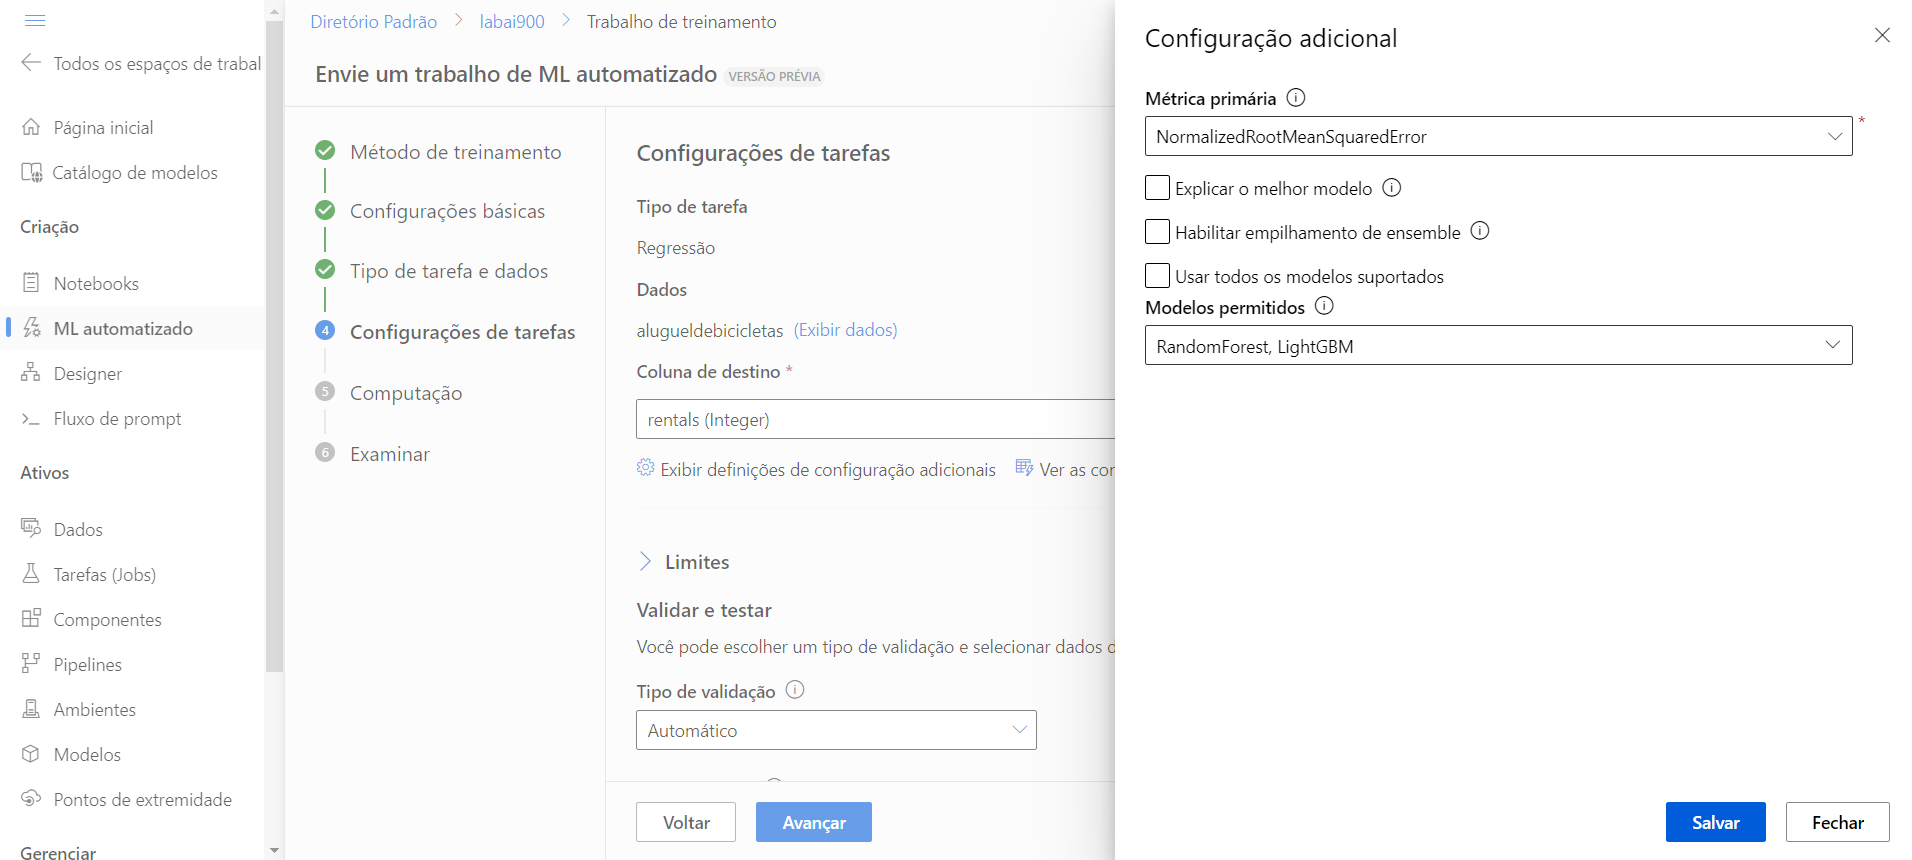 Todos os espaços de trabal
Página inicial
Catálogo de modelos
Criação
Notebooks
ML automatizado
Designer
Fluxo de prompt
Ativos
Dados
Tarefas (Jobs)
Componentes
Pipelines
Ambientes
Modelos
Pontos de extremidade
Gerenciar
Diretório Padrão > labai900 > Trabalho de treinamento
Envie um trabalho de ML automatizado VERSÃO PRÉVIA
Método de treinamento
Configurações básicas
Tipo de tarefa e dados
4 Configurações de tarefas
5 Computação
6 Examinar
Configurações de tarefas
Tipo de tarefa
Regressão
Dados
alugueldebicicletas (Exibir dados)
Coluna de destino *
rentals (Integer)
Exibir definições de configuração adicionais Ver as cor
Limites
Validar e testar
Você pode escolher um tipo de validação e selecionar dados d
Tipo de validação
Automático
Voltar Avançar
Configuração adicional
Métrica primária
NormalizedRootMeanSquaredError *
Explicar o melhor modelo
Habilitar empilhamento de ensemble
Usar todos os modelos suportados
Modelos permitidos
RandomForest, LightGBM
Salvar Fechar